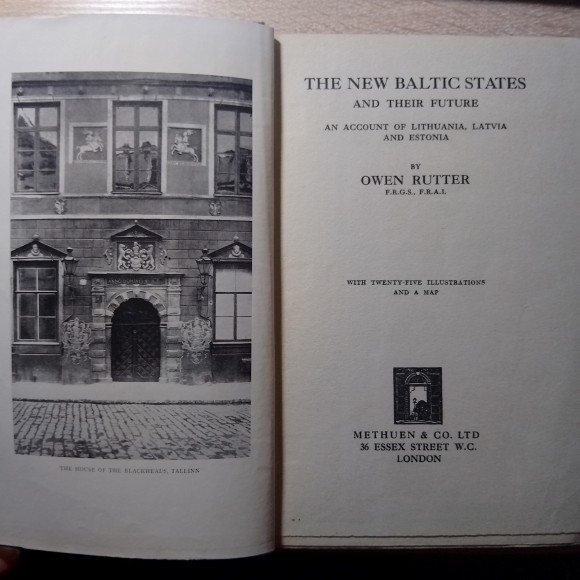 THE HOUSE OF THE BLACKHEADS, TALLINN
THE NEW BALTIC STATES
AND THEIR FUTURE
AN ACCOUNT OF LITHUANIA, LATVIA
AND ESTONIA
BY
OWEN RUTTER
F.R.G.S., F.R.A.I.
WITH TWENTY-FIVE ILLUSTRATIONS
AND A MAP
METHUEN & CO. LTD
36 ESSEX STREET W.C.
LONDON